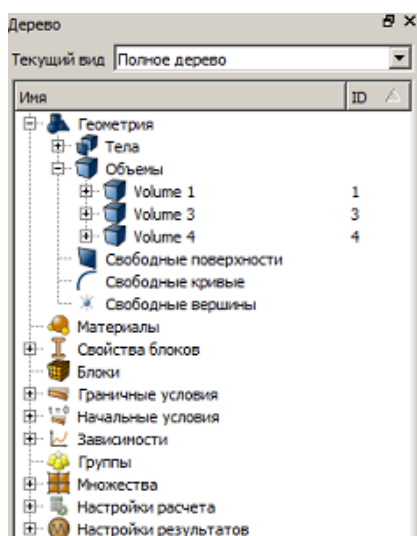 Дерево
Текущий вид Полное дерево
Имя ID
Геометрия
Тела
Объемы
Volume 1 1
Volume 3 3
Volume 4 4
Свободные поверхности
Свободные кривые
Свободные вершины
Материалы
Свойства блоков
Блоки
Граничные условия
t=0
Начальные условия
Зависимости
Группы
Множества
Настройки расчета
Настройки результатов